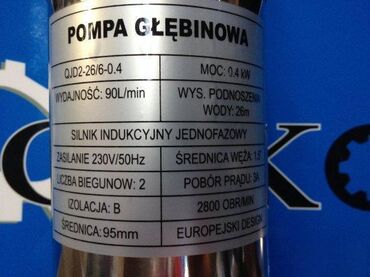 POMPA GŁĘBINOWA
QJD2-26/6-0.4
MOC: 0.4 kW
WYDAJNOŚĆ: 90L/min
WYS. PODNOSZENIA
WODY: 26m
SILNIK INDUKCYJNY JEDNOFAZOWY
ZASILANIE 230V/50Hz
ŚREDNICA WĘŻA: 1.5"
LICZBA BIEGUNOW: 2
POBÓR PRĄDU: 3A
IZOLACJA: B
2800 OBR/MIN
ŚREDNICA: 95mm
EUROPEJSKI DESIGN